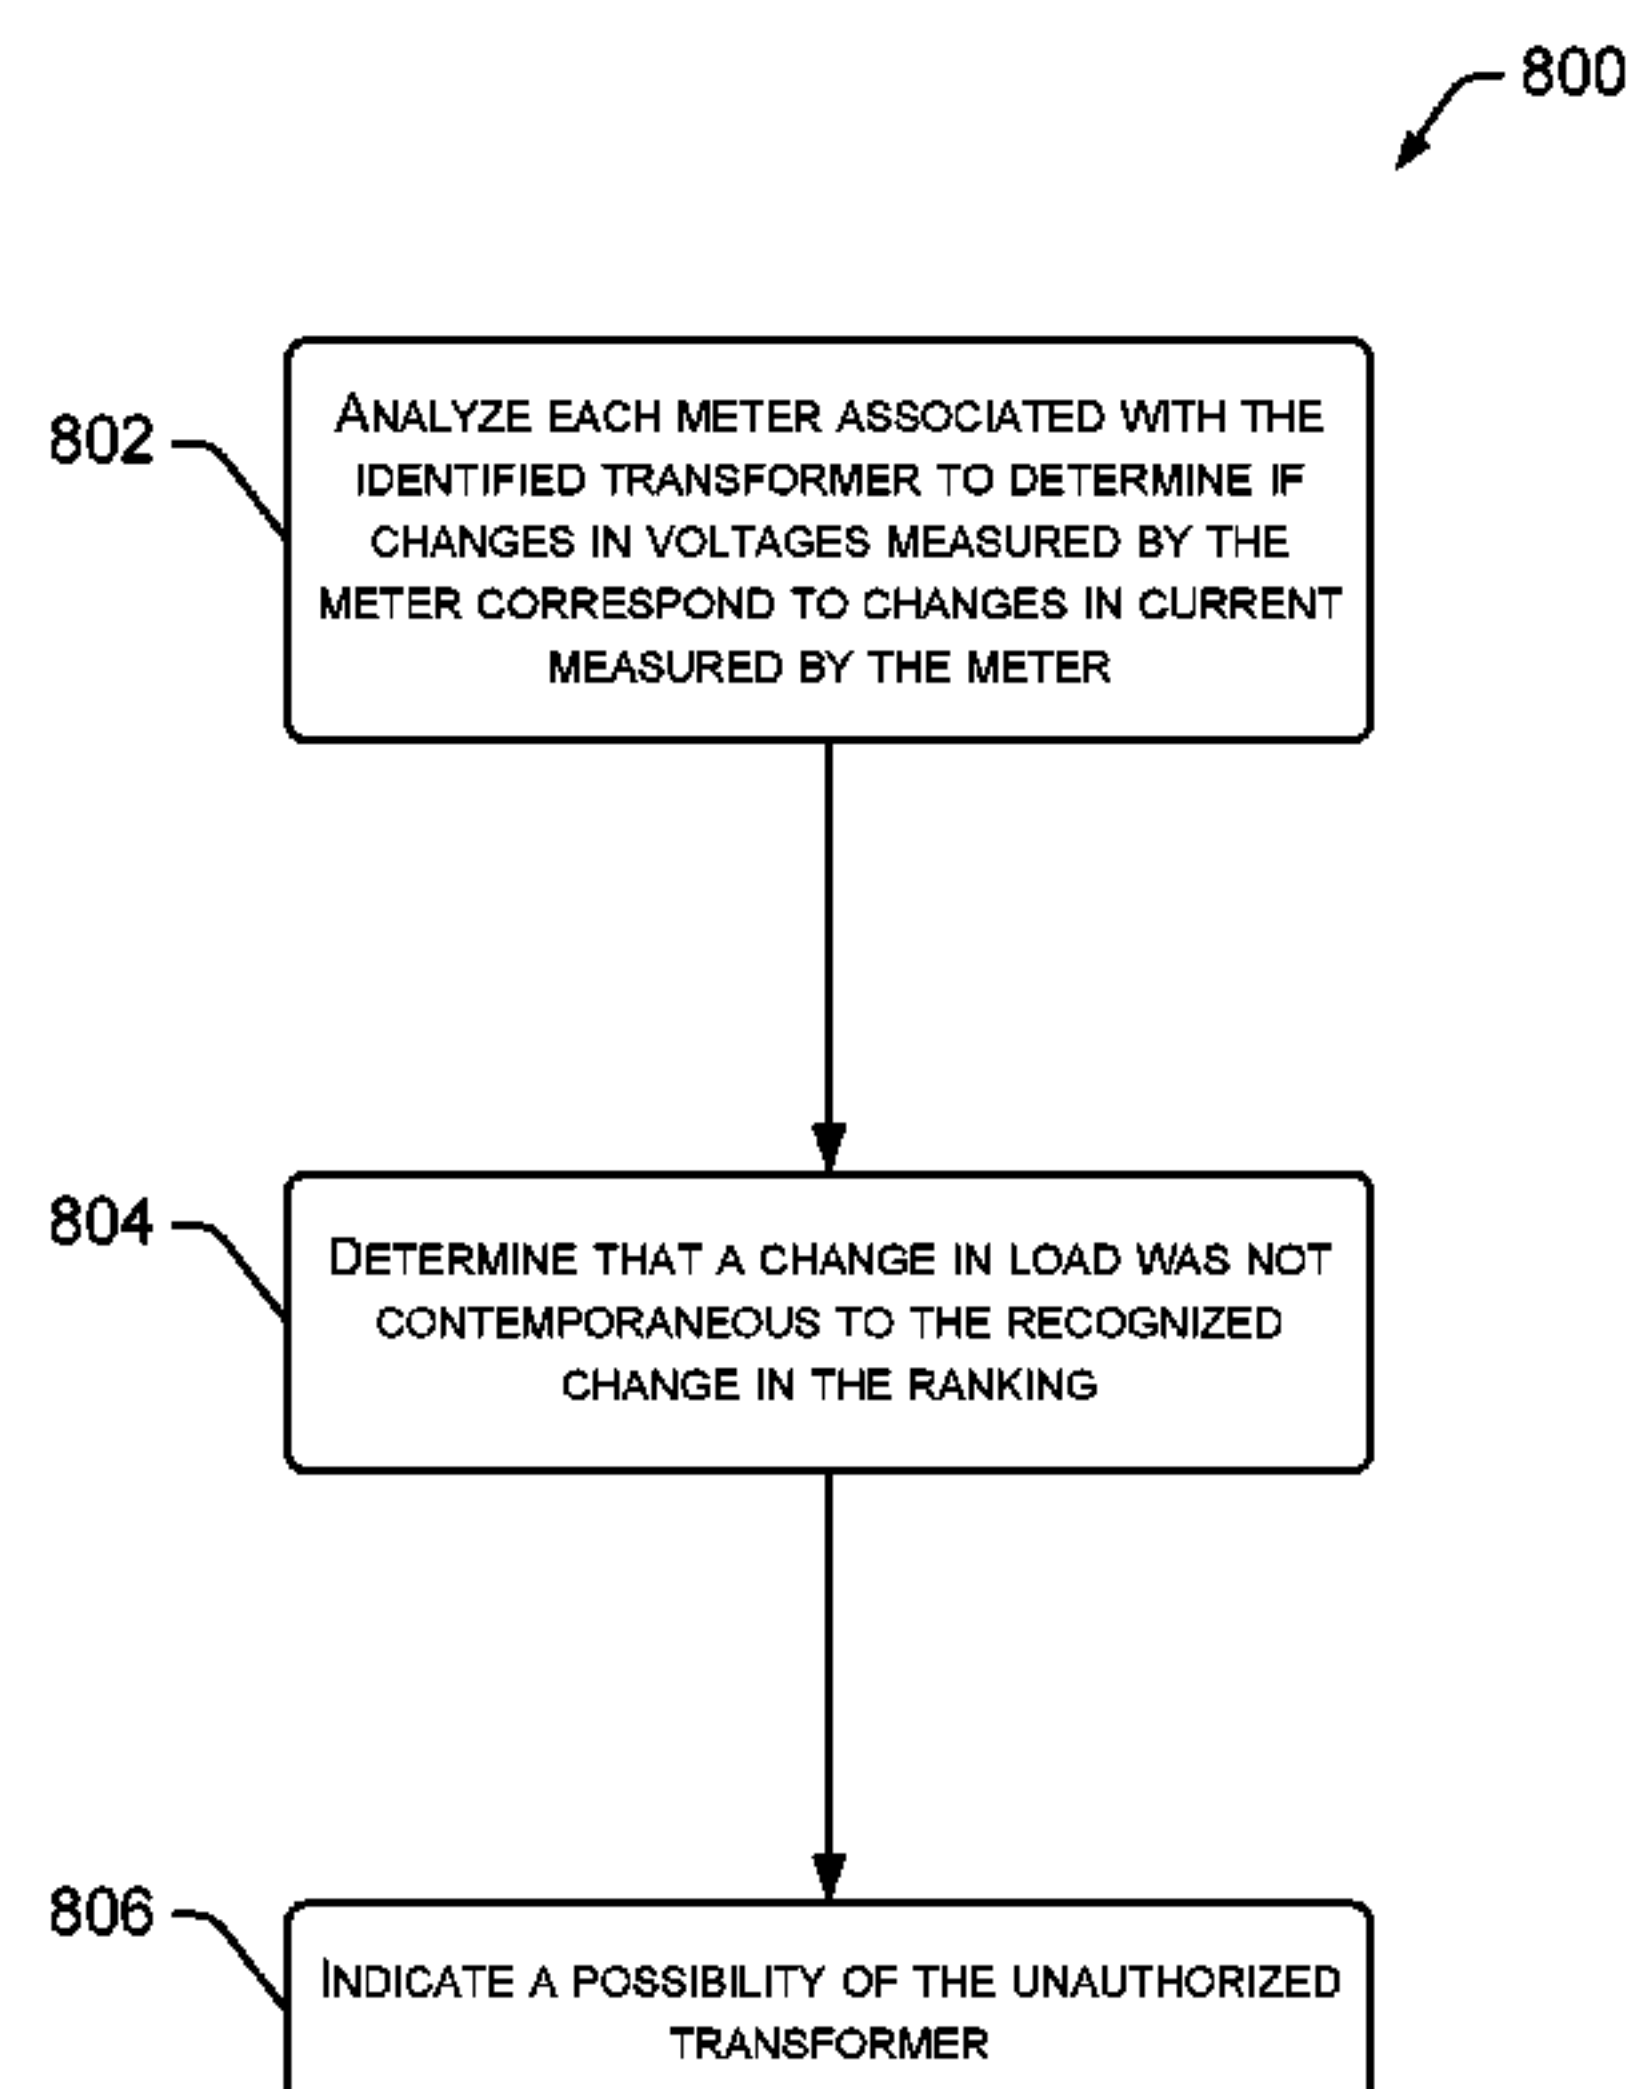 800
802
ANALYZE EACH METER ASSOCIATED WITH THE
IDENTIFIED TRANSFORMER TO DETERMINE IF
CHANGES IN VOLTAGES MEASURED BY THE
METER CORRESPOND TO CHANGES IN CURRENT
MEASURED BY THE METER
804
DETERMINE THAT A CHANGE IN LOAD WAS NOT
CONTEMPORANEOUS TO THE RECOGNIZED
CHANGE IN THE RANKING
806
INDICATE A POSSIBILITY OF THE UNAUTHORIZED
TRANSFORMER